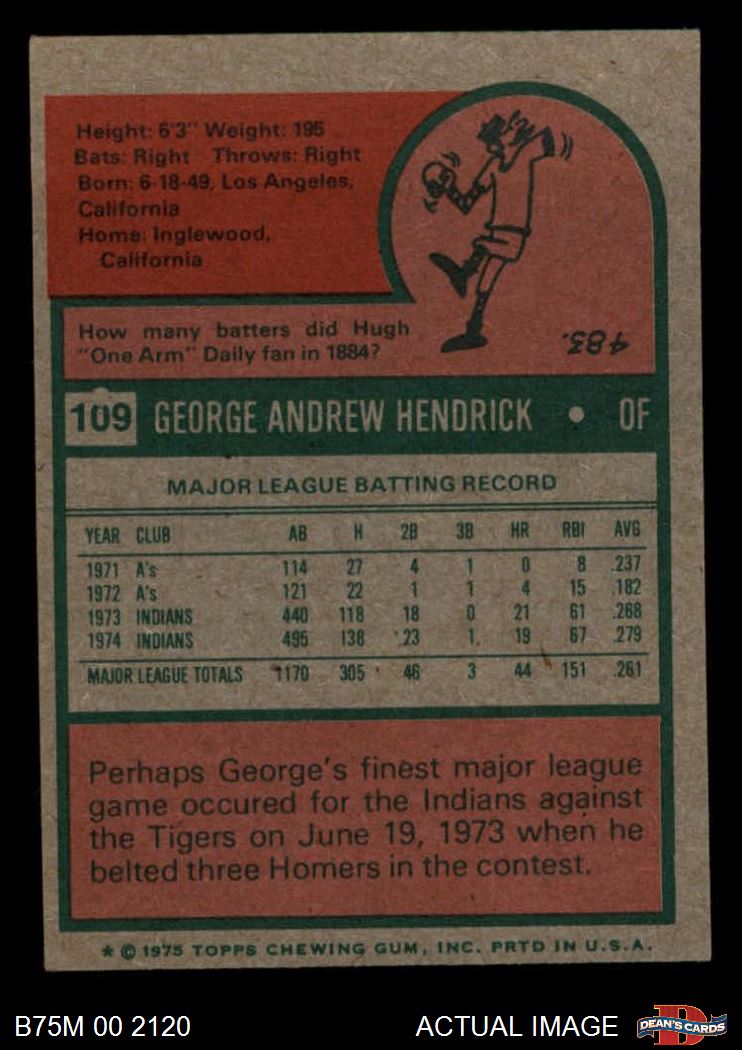 Height: 6'3" Weight: 195
Bats: Right Throws: Right
Born: 6-18-49, Los Angeles,
California
Home: Inglewood,
California
How many batters did Hugh
"One Arm" Daily fan in 1884?
483.
109 GEORGE ANDREW HENDRICK • OF
MAJOR LEAGUE BATTING RECORD
YEAR CLUB AB H 2B 3B HR RBI AVG
1971 A's 114 27 4 1 0 8 .237
1972 A's 121 22 1 1 4 15 .182
1973 INDIANS 440 118 18 0 21 61 .268
1974 INDIANS 495 138 23 1 19 67 .279
MAJOR LEAGUE TOTALS 1170 305 46 3 44 151 .261
Perhaps George's finest major league
game occured for the Indians against
the Tigers on June 19, 1973 when he
belted three Homers in the contest.
* © 1975 TOPPS CHEWING GUM, INC. PRTD IN U.S.A.
B75M 00 2120 ACTUAL IMAGE
D
DEAN'S CARDS